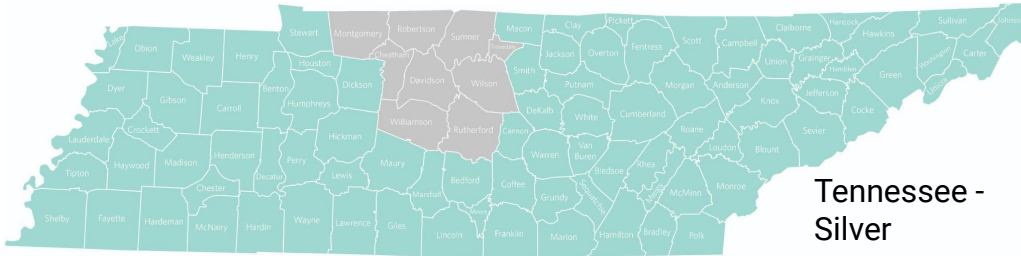 Lake
Obion
Weakley
Henry
Stewart
Montgomery
Robertson
Sumner
Macon
Clay
Pickett
Scott
Campbell
Claiborne
Hancock
Hawkins
Sullivan
Johnson
Trousdale
Houston
Cheatham
Dyer
Gibson
Carroll
Benton
Humphreys
Dickson
Davidson
Wilson
Smith
Jackson
Overton
Fentress
Putnam
Morgan
Anderson
Union
Grainger
Hamblen
Green
Washington
Carter
Unicoi
Lauderdale
Crockett
Haywood
Madison
Henderson
Decatur
Perry
Hickman
Williamson
Rutherford
Cannon
DeKalb
White
Cumberland
Roane
Knox
Jefferson
Cocke
Sevier
Tipton
Chester
Lewis
Maury
Marshall
Bedford
Coffee
Warren
Van
Buren
Bledsoe
Rhea
Meigs
McMinn
Loudon
Blount
Monroe
Shelby
Fayette
Hardeman
McNairy
Hardin
Wayne
Lawrence
Giles
Lincoln
Moore
Franklin
Grundy
Sequatchie
Marion
Hamilton
Bradley
Polk
Tennessee -
Silver